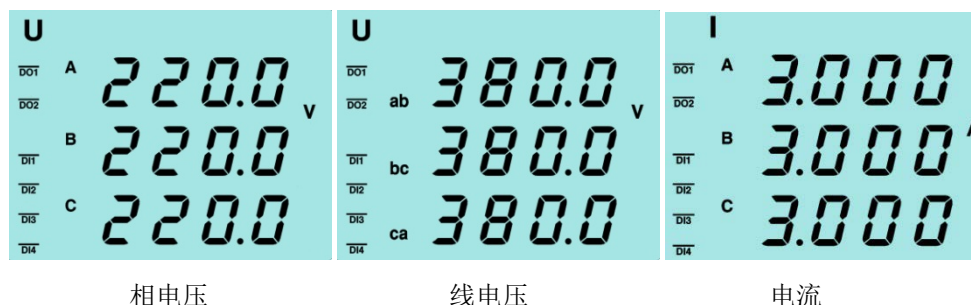 U
DO1 A 220.0
DO2 V
B 220.0
DI1
DI2
C 220.0
DI3
DI4
相电压
U
DO1 380.0
DO2 ab V
DI1 bc 380.0
DI2
DI3 ca 380.0
DI4
线电压
I
DO1 A 3.000
DO2
B 3.000 A
DI1
DI2
C 3.000
DI3
DI4
电流